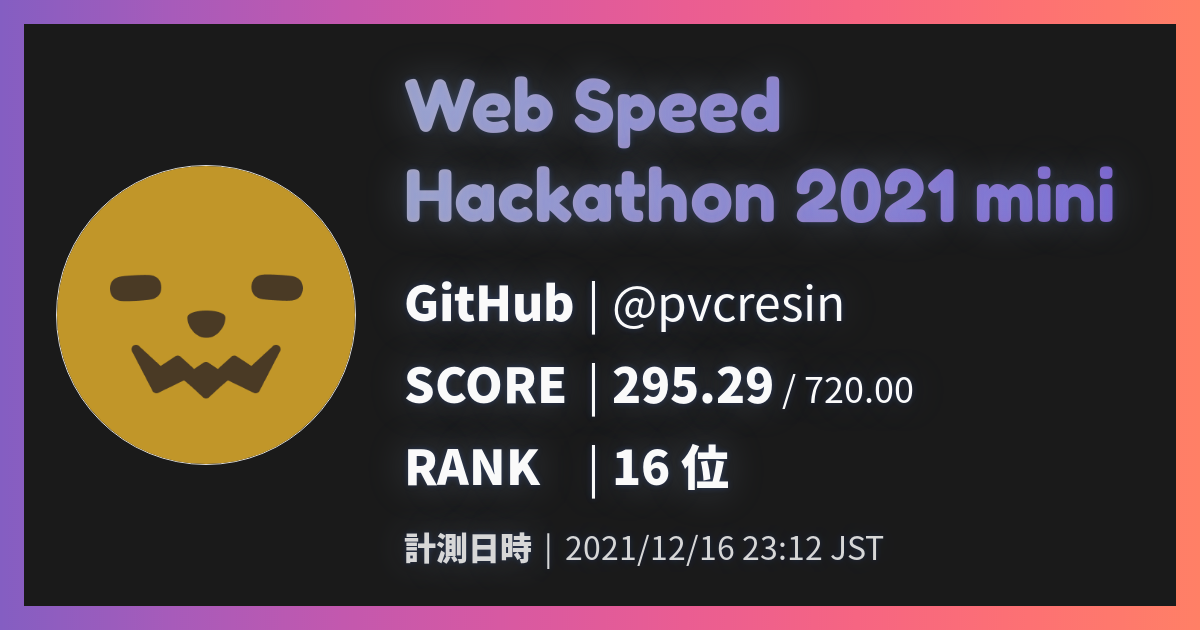 Web Speed
Hackathon 2021 mini
GitHub | @pvcresin
SCORE | 295.29 / 720.00
RANK | 16 位
計測日時 | 2021/12/16 23:12 JST